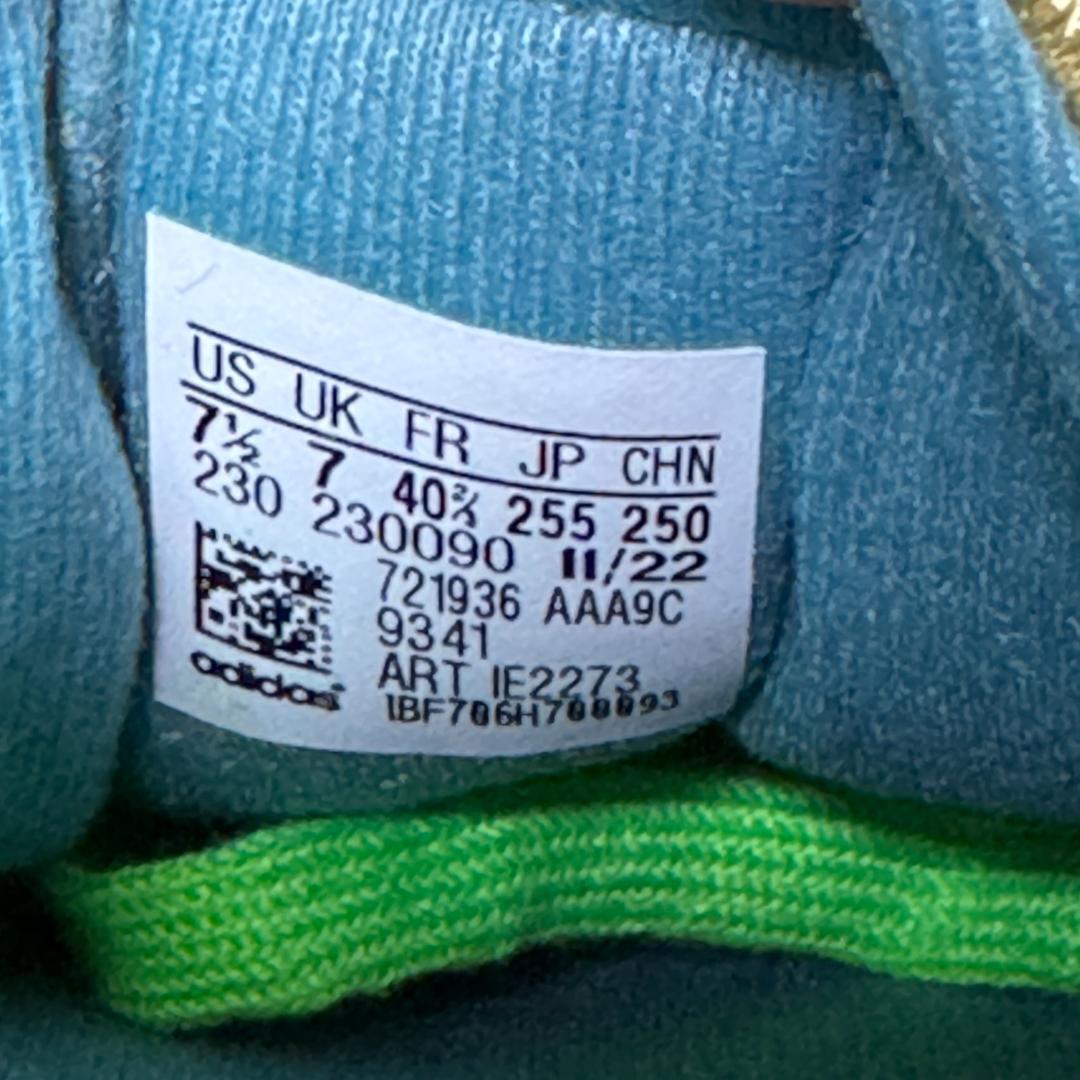 US UK FR JP CHN
7½ 7 40⅔ 255 250
230 230090 11/22
721936 AAA9C
9341
ART IE2273
1BF706H700093
adidas